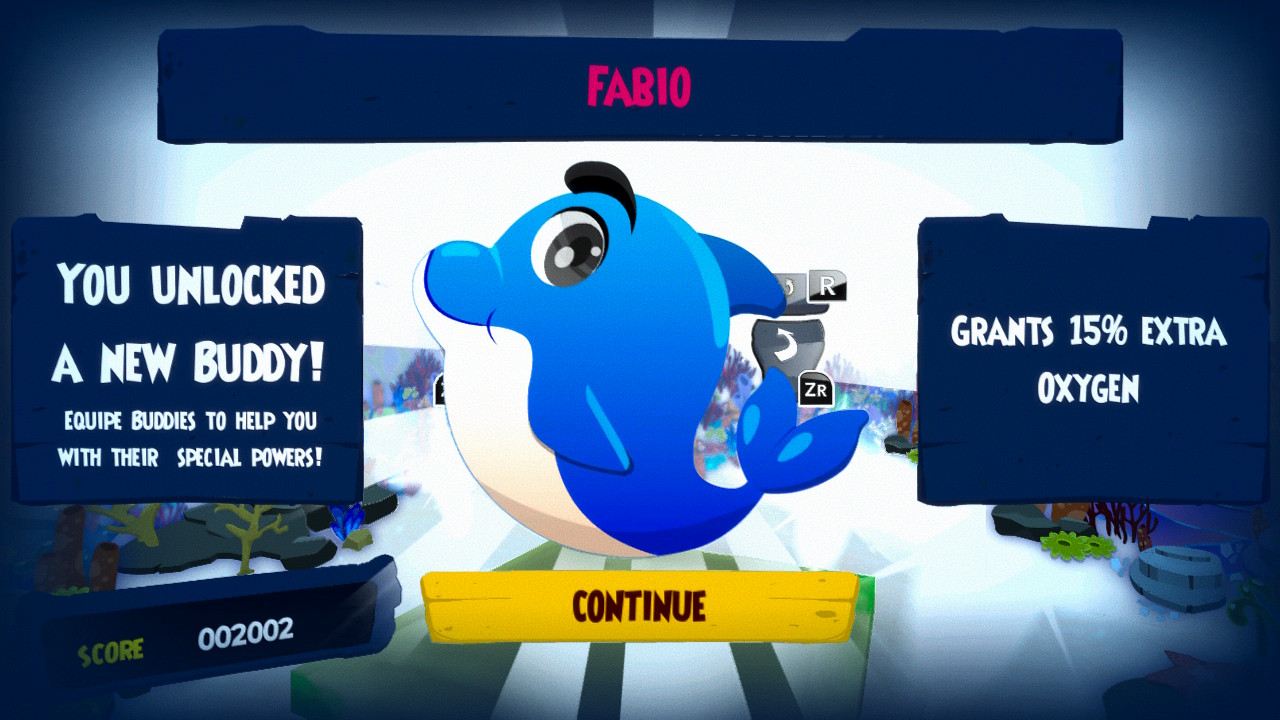 FABIO
YOU UNLOCKED
A NEW BUDDY!
EQUIPE BUDDIES TO HELP YOU
WITH THEIR SPECIAL POWERS!
R
ZR
GRANTS 15% EXTRA
OXYGEN
CONTINUE
SCORE 002002